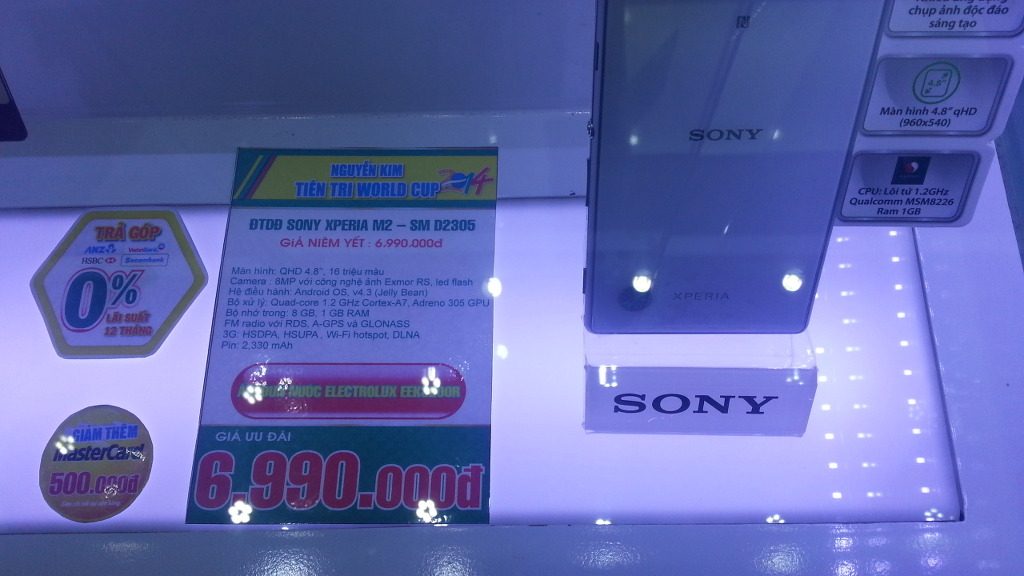 chụp ảnh độc đáo
sáng tạo
4.8"
Màn hình 4.8" qHD
(960x540)
CPU: Lõi tứ 1.2GHz
Qualcomm MSM8226
Ram 1GB
SONY
XPERIA
SONY
NGUYỄN KIM
TIÊN TRI WORLD CUP 2014
ĐTDĐ SONY XPERIA M2 – SM D2305
GIÁ NIÊM YẾT : 6.990.000đ
Màn hình: QHD 4.8", 16 triệu màu
Camera : 8MP với công nghệ ảnh Exmor RS, led flash
Hệ điều hành: Android OS, v4.3 (Jelly Bean)
Bộ xử lý: Quad-core 1.2 GHz Cortex-A7, Adreno 305 GPU
Bộ nhớ trong: 8 GB, 1 GB RAM
FM radio với RDS, A-GPS và GLONASS
3G: HSDPA, HSUPA , Wi-Fi hotspot, DLNA
Pin: 2,330 mAh
NƯỚC ELECTROLUX
GIÁ ƯU ĐÃI
6.990.000đ
TRẢ GÓP
ANZ VietinBank
HSBC Sacombank
0%
LÃI SUẤT
12 THÁNG
GIẢM THÊM
MasterCard
500.000đ